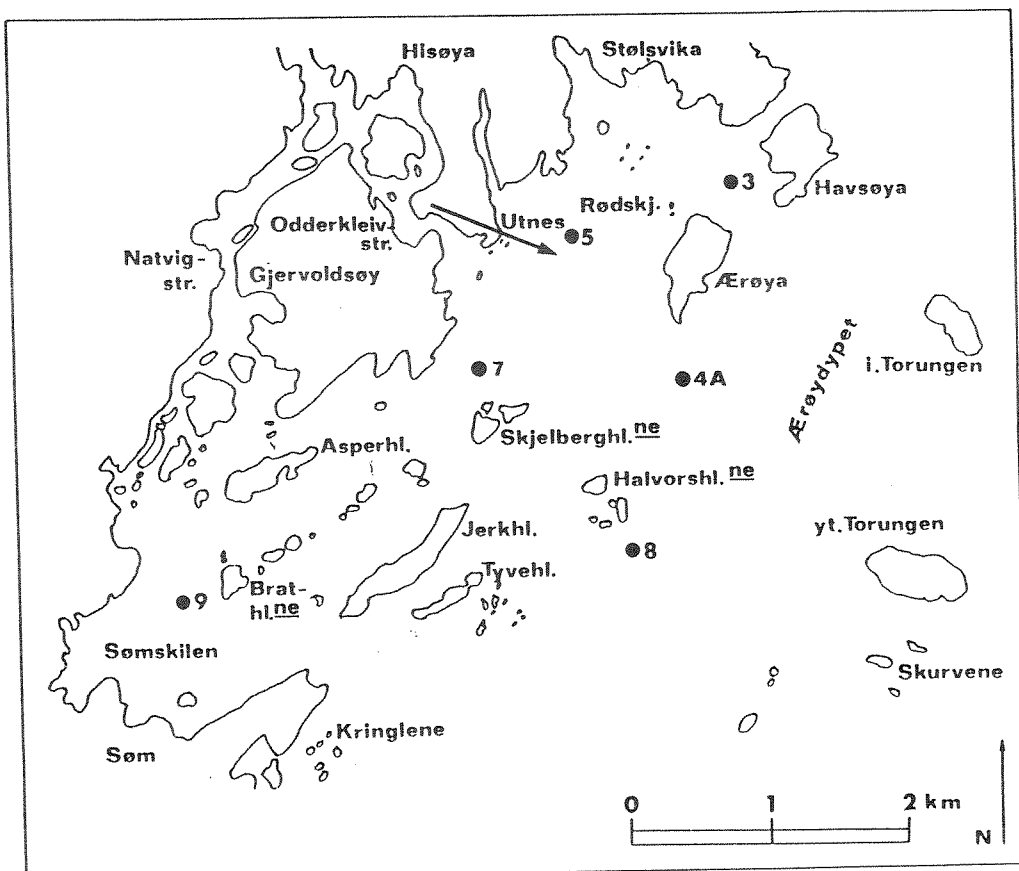 Hisøya
Stølsvika
3
Havsøya
Rødskj.
Utnes
5
Odderkleiv-
str.
Natvig-
str.
Gjervoldsøy
Ærøya
Ærøydypet
i. Torungen
7
4A
Skjelberghl. ne
Asperhl.
Halvorshl. ne
yt. Torungen
Jerkhl.
8
Tyvehl.
Brat-
hl. ne
9
Sømskilen
Skurvene
Kringlene
Søm
0 1 2 km
N